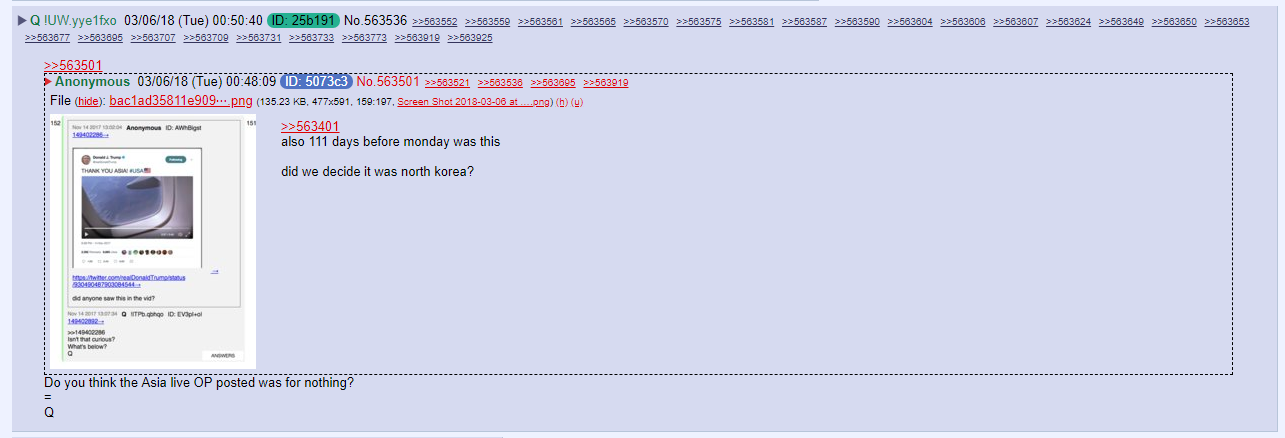 Q !UW.yye1fxo 03/06/18 (Tue) 00:50:40 ID: 25b191 No.563536 >>563552 >>563559 >>563561 >>563565 >>563570 >>563575 >>563581 >>563587 >>563590 >>563604 >>563606 >>563607 >>563624 >>563649 >>563650 >>563653
>>563677 >>563695 >>563707 >>563709 >>563731 >>563733 >>563773 >>563919 >>563925
>>563501
Anonymous 03/06/18 (Tue) 00:48:09 ID: 5073c3 No.563501 >>563521 >>563536 >>563695 >>563919
File (hide): bac1ad35811e909⋯.png (135.23 KB, 477x591, 159:197, Screen Shot 2018-03-06 at ….png) (h) (u)
152
Nov 14 2017 13:02:04 Anonymous ID: AWhBigst
151
149402286→
Donald J. Trump
Following
THANK YOU ASIA! #USA🇺🇸
→
https://twitter.com/realDonaldTrump/status
/930490487903084544→
did anyone saw this in the vid?
Nov 14 2017 13:07:34 Q !ITPb.qbhqo ID: EV3pl+ol
149402892→
>>149402286
Isn't that curious?
What's below?
Q
ANSWERS
>>563401
also 111 days before monday was this
did we decide it was north korea?
Do you think the Asia live OP posted was for nothing?
=
Q